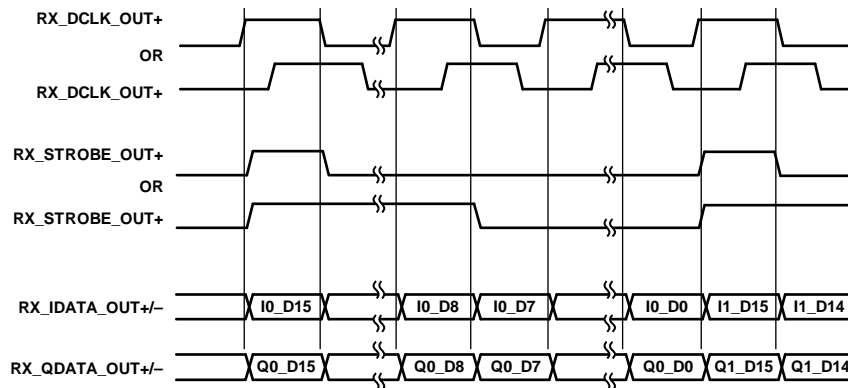 RX_DCLK_OUT+
OR
RX_DCLK_OUT+
RX_STROBE_OUT+
OR
RX_STROBE_OUT+
RX_IDATA_OUT+/– I0_D15 I0_D8 I0_D7 I0_D0 I1_D15 I1_D14
RX_QDATA_OUT+/– Q0_D15 Q0_D8 Q0_D7 Q0_D0 Q1_D15 Q1_D14